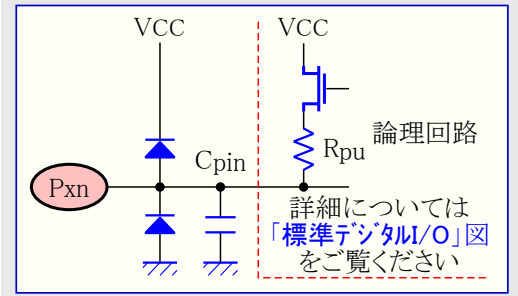 VCC
VCC
論理回路
Rpu
Cpin
Pxn
詳細については
「標準ﾃﾞｼﾞﾀﾙI/O」図
をご覧ください